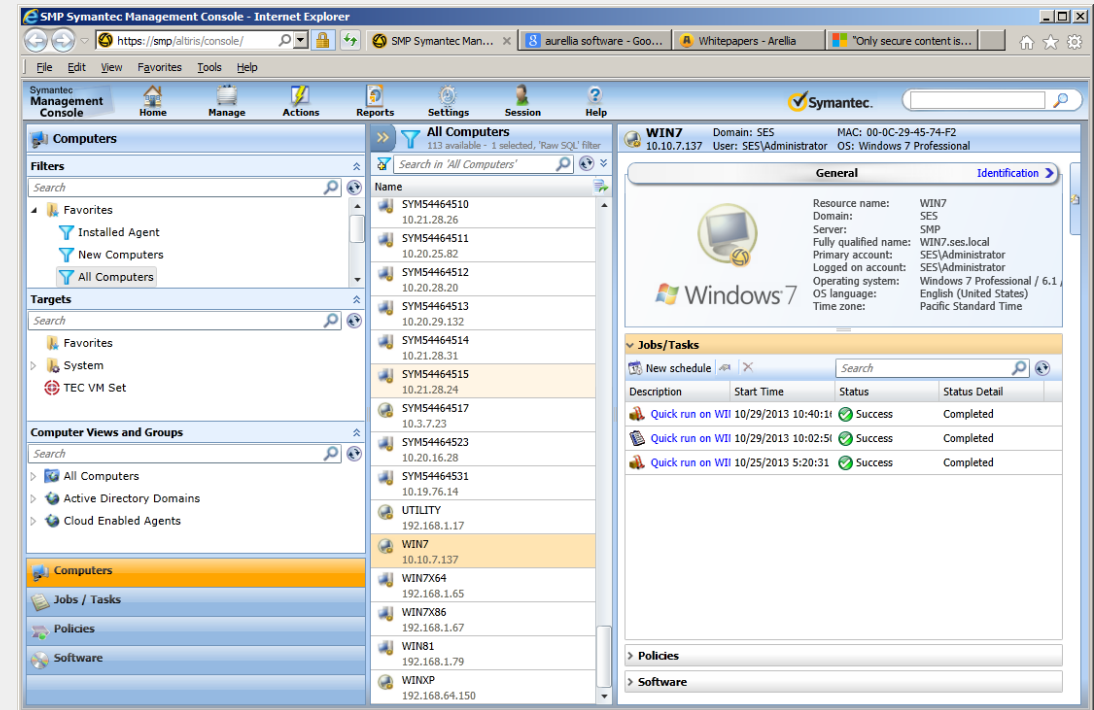 SMP Symantec Management Console - Internet Explorer
https://smp/altiris/console/
SMP Symantec Man...
aurellia software - Goo...
Whitepapers - Arellia
"Only secure content is...
File Edit View Favorites Tools Help
Symantec
Management
Console
Home
Manage
Actions
Reports
Settings
Session
Help
Symantec.
Computers
Filters
Search
Favorites
Installed Agent
New Computers
All Computers
Targets
Search
Favorites
System
TEC VM Set
Computer Views and Groups
Search
All Computers
Active Directory Domains
Cloud Enabled Agents
Computers
Jobs / Tasks
Policies
Software
All Computers
113 available - 1 selected, 'Raw SQL' filter
Search in 'All Computers'
Name
SYM54464510
10.21.28.26
SYM54464511
10.20.25.82
SYM54464512
10.20.28.20
SYM54464513
10.20.29.132
SYM54464514
10.21.28.31
SYM54464515
10.21.28.24
SYM54464517
10.3.7.23
SYM54464523
10.20.16.28
SYM54464531
10.19.76.14
UTILITY
192.168.1.17
WIN7
10.10.7.137
WIN7X64
192.168.1.65
WIN7X86
192.168.1.67
WIN81
192.168.1.79
WINXP
192.168.64.150
WIN7 Domain: SES MAC: 00-0C-29-45-74-F2
10.10.7.137 User: SES\Administrator OS: Windows 7 Professional
General
Identification
Windows 7
Resource name: WIN7
Domain: SES
Server: SMP
Fully qualified name: WIN7.ses.local
Primary account: SES\Administrator
Logged on account: SES\Administrator
Operating system: Windows 7 Professional / 6.1 /
OS language: English (United States)
Time zone: Pacific Standard Time
Jobs/Tasks
New schedule
Search
Description Start Time Status Status Detail
Quick run on WI 10/29/2013 10:40:1 Success Completed
Quick run on WI 10/29/2013 10:02:5 Success Completed
Quick run on WI 10/25/2013 5:20:31 Success Completed
Policies
Software